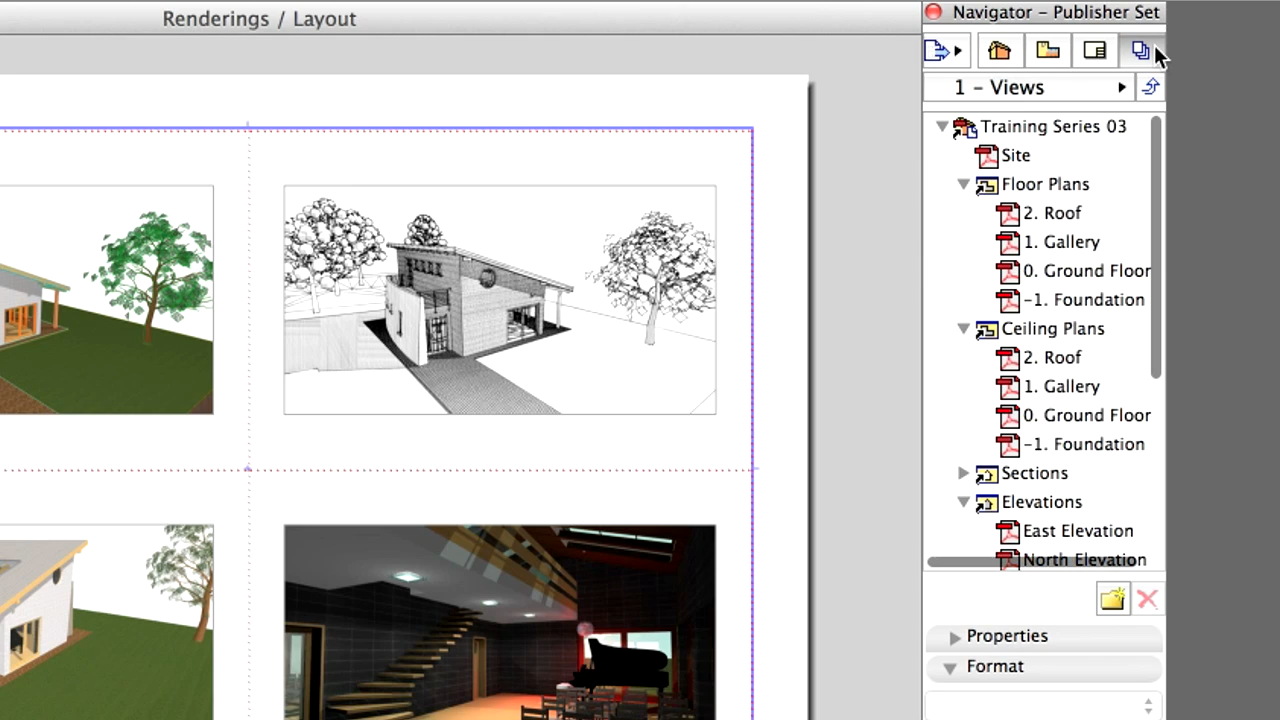 Renderings / Layout
Navigator - Publisher Set
1 - Views
Training Series 03
Site
Floor Plans
2. Roof
1. Gallery
0. Ground Floor
-1. Foundation
Ceiling Plans
2. Roof
1. Gallery
0. Ground Floor
-1. Foundation
Sections
Elevations
East Elevation
North Elevation
Properties
Format